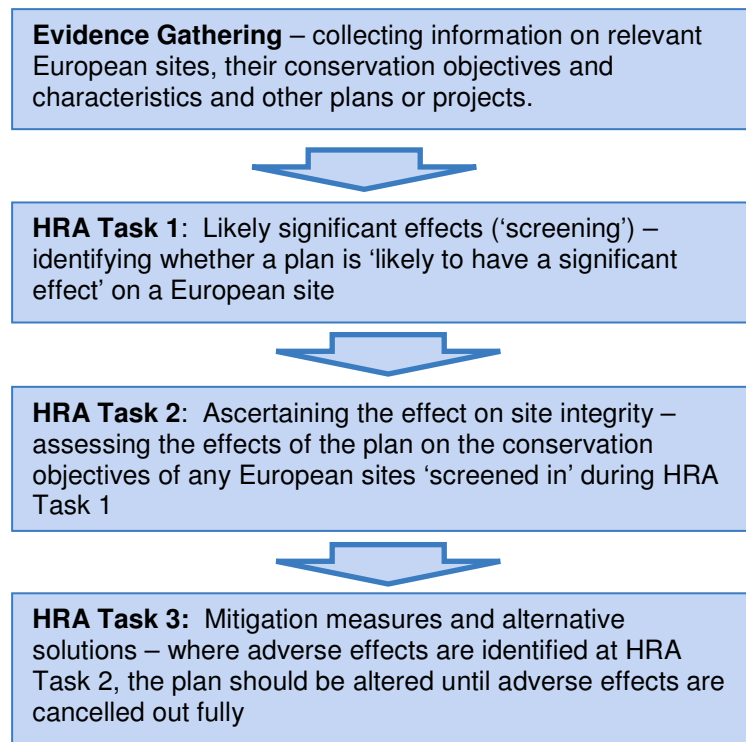 Evidence Gathering – collecting information on relevant
European sites, their conservation objectives and
characteristics and other plans or projects.
HRA Task 1:  Likely significant effects (‘screening’) –
identifying whether a plan is ‘likely to have a significant
effect’ on a European site
HRA Task 2:  Ascertaining the effect on site integrity –
assessing the effects of the plan on the conservation
objectives of any European sites ‘screened in’ during HRA
Task 1
HRA Task 3:  Mitigation measures and alternative
solutions – where adverse effects are identified at HRA
Task 2, the plan should be altered until adverse effects are
cancelled out fully